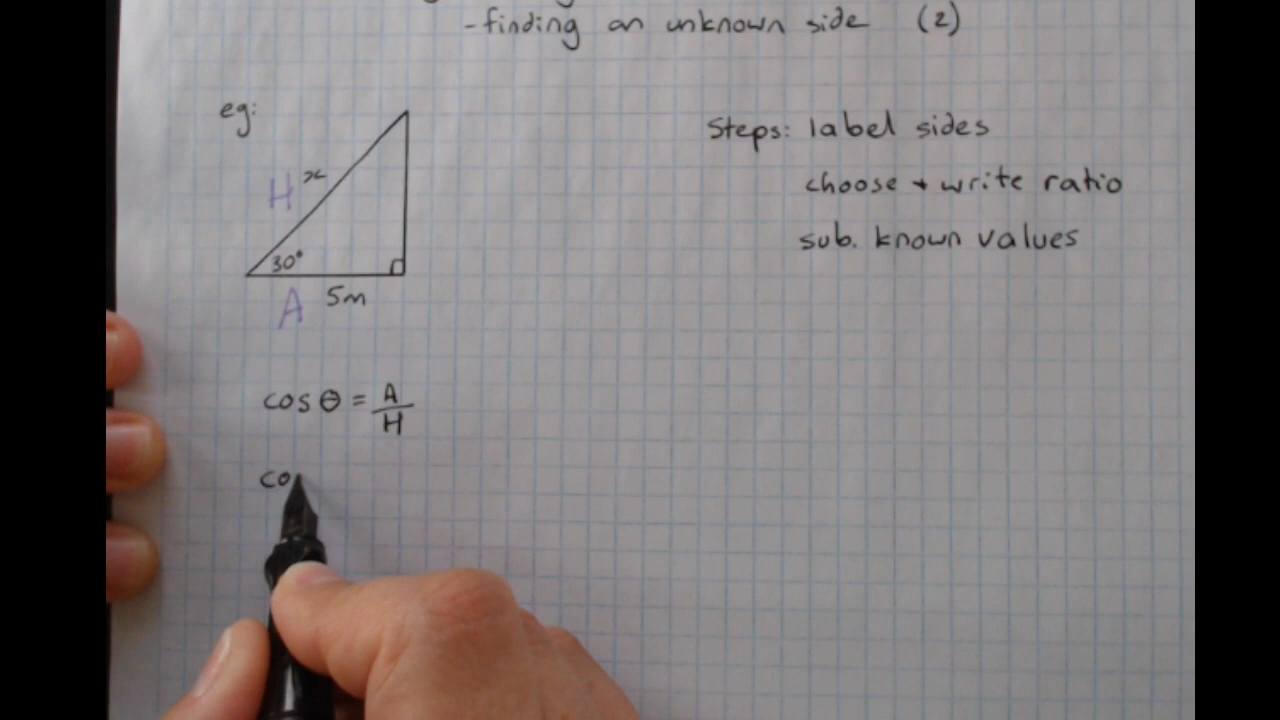 -finding an unknown side (2)
eg:
Steps: label sides
choose + write ratio
sub. known values
H x
30°
A 5m
cos θ = A/H
co